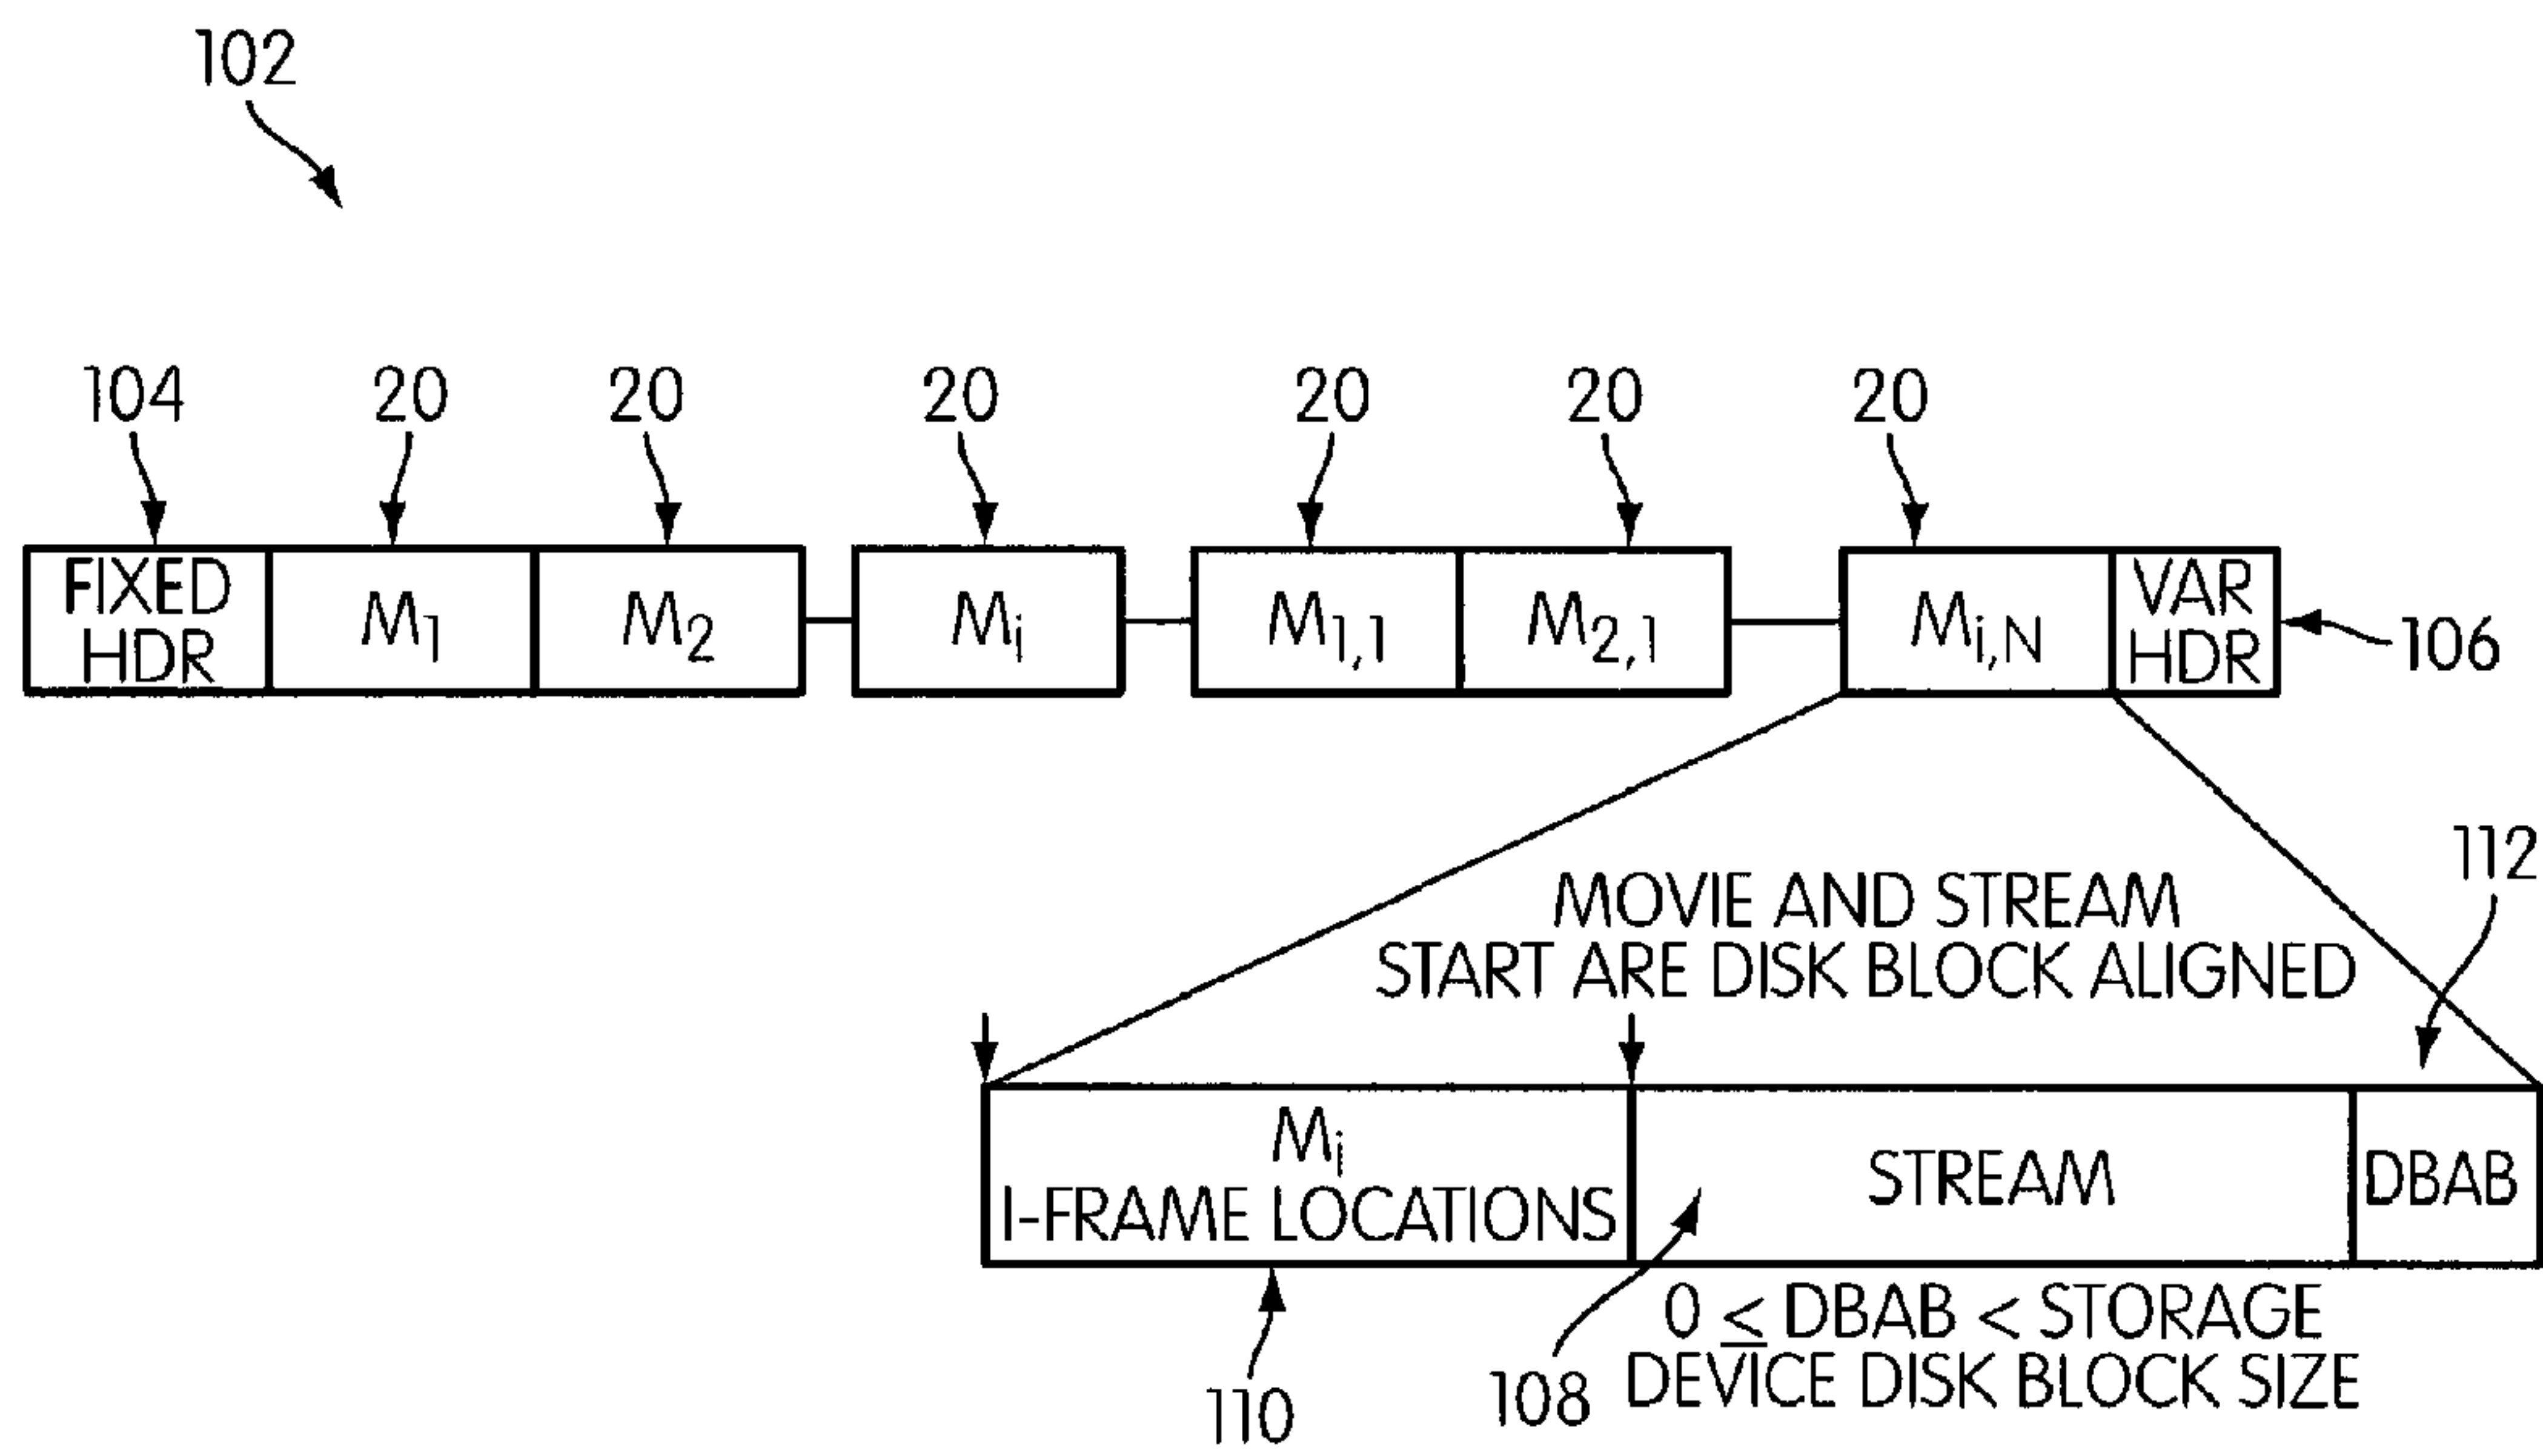 102
104 20 20 20 20 20 20
FIXED HDR M1 M2 Mi M1,1 M2,1 Mi,N VAR HDR
106
112
MOVIE AND STREAM
START ARE DISK BLOCK ALIGNED
Mi
I-FRAME LOCATIONS
STREAM
DBAB
0 ≤ DBAB < STORAGE
DEVICE DISK BLOCK SIZE
108
110